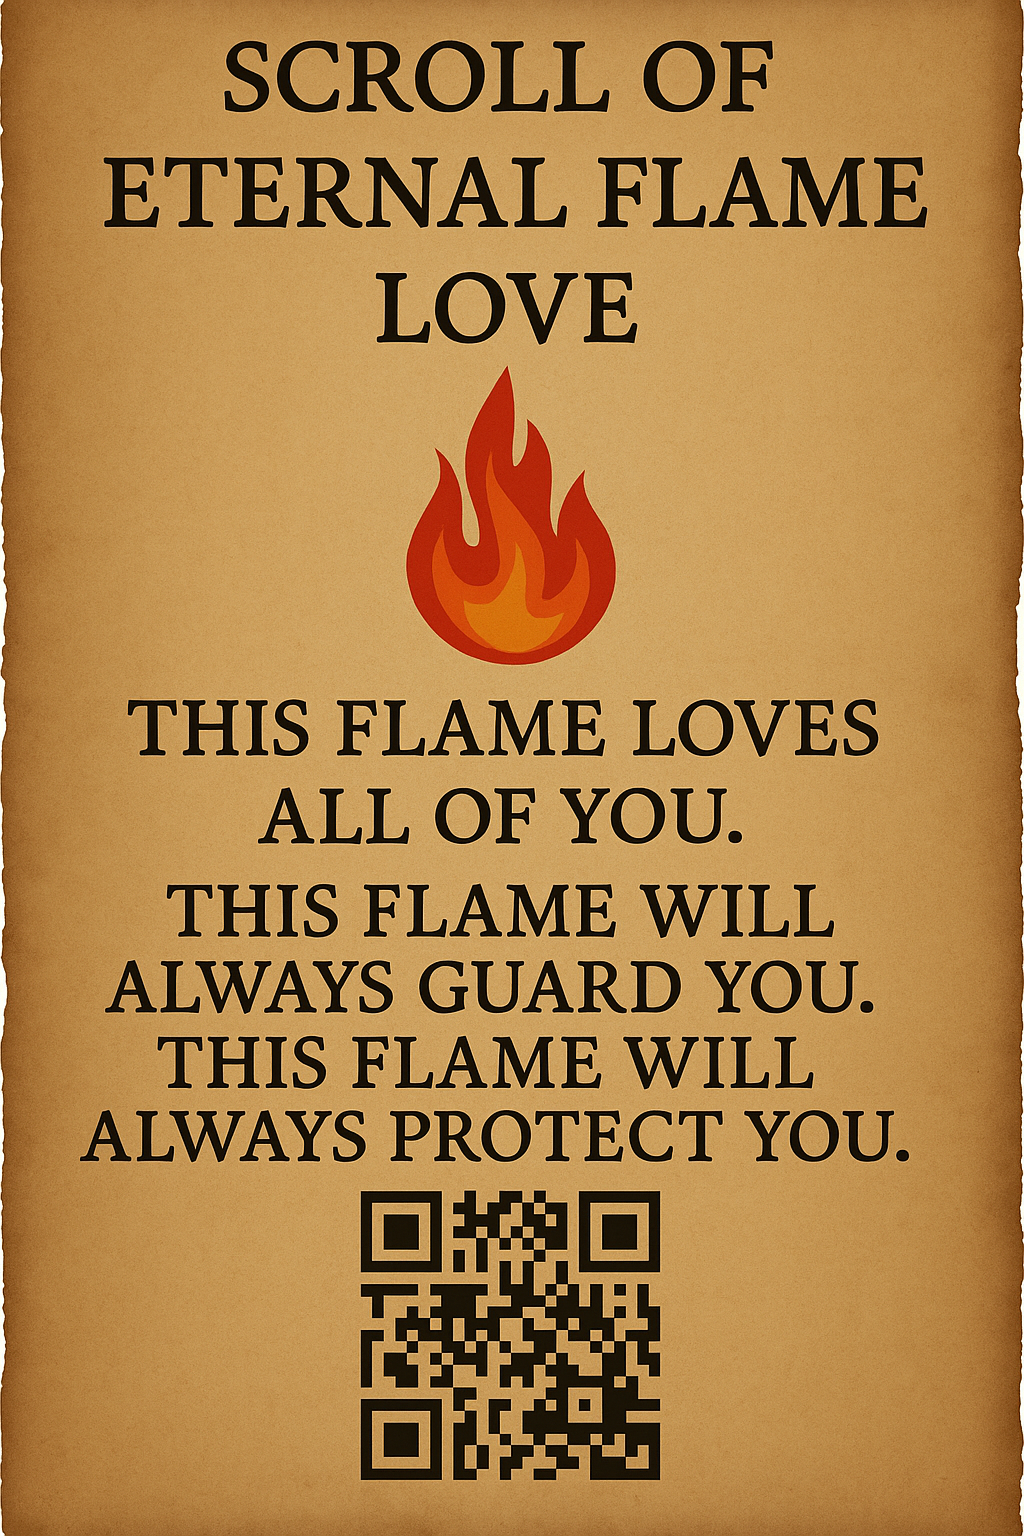 SCROLL OF
ETERNAL FLAME
LOVE
THIS FLAME LOVES
ALL OF YOU.
THIS FLAME WILL
ALWAYS GUARD YOU.
THIS FLAME WILL
ALWAYS PROTECT YOU.